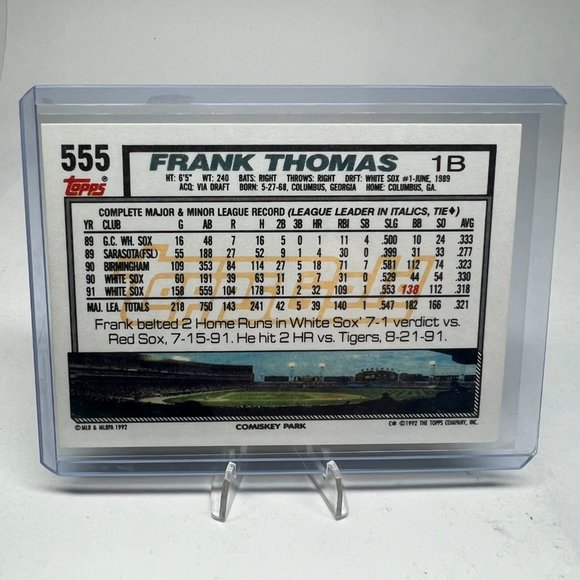 555
Topps
FRANK THOMAS 1B
HT: 6'5" WT: 240 BATS: RIGHT THROWS: RIGHT DRFT: WHITE SOX #1-JUNE, 1989
ACQ: VIA DRAFT BORN: 5-27-68, COLUMBUS, GEORGIA HOME: COLUMBUS, GA.
COMPLETE MAJOR & MINOR LEAGUE RECORD (LEAGUE LEADER IN ITALICS, TIE♦)
YR CLUB G AB R H 2B 3B HR RBI SB SLG BB SO AVG
89 G.C. WH. SOX 16 48 7 16 5 0 1 11 4 .500 10 24 .333
89 SARASOTA(FSL) 55 188 27 52 9 1 4 30 0 .399 31 33 .277
90 BIRMINGHAM 109 353 84 114 27 5 18 71 7 .581 112 74 .323
90 WHITE SOX 60 191 39 63 11 3 7 31 0 .529 44 54 .330
91 WHITE SOX 158 559 104 178 31 2 32 109 1 .553 138 112 .318
MAJ. LEA. TOTALS 218 750 143 241 42 5 39 140 1 .547 182 166 .321
Frank belted 2 Home Runs in White Sox' 7-1 verdict vs.
Red Sox, 7-15-91. He hit 2 HR vs. Tigers, 8-21-91.
© MLB & MLBPA 1992 COMISKEY PARK C* © 1992 THE TOPPS COMPANY, INC.